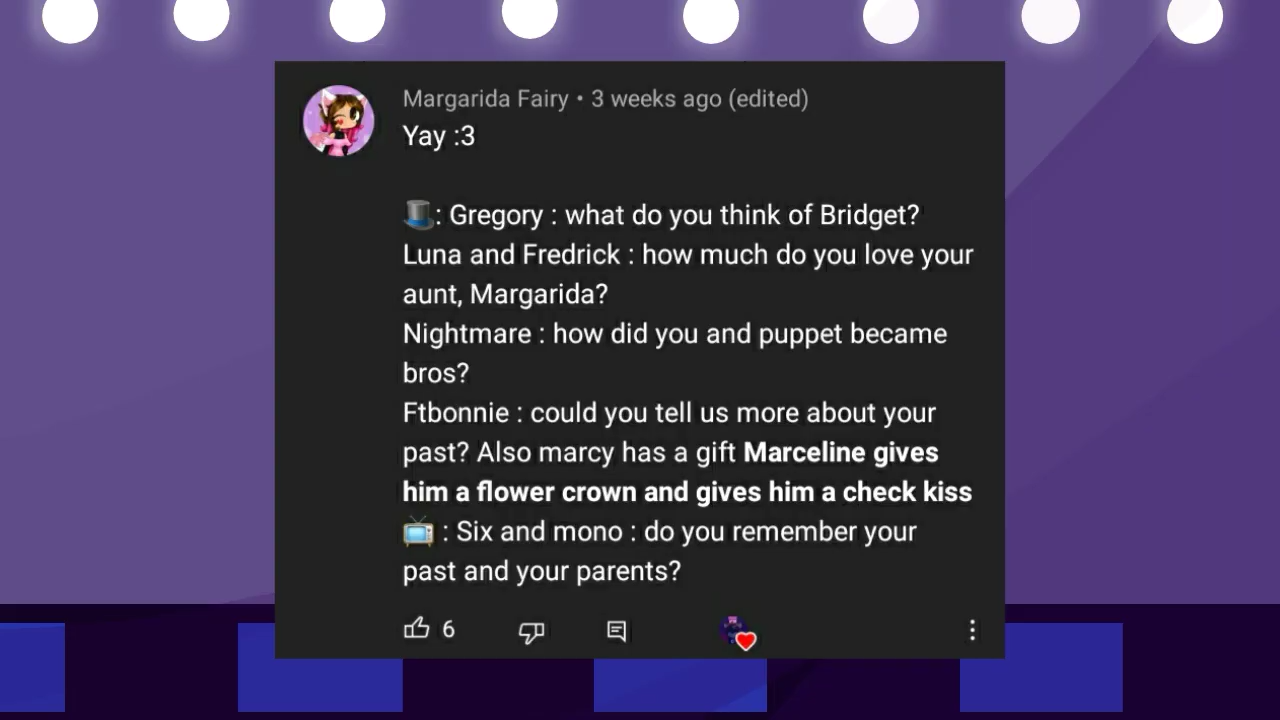 Margarida Fairy • 3 weeks ago (edited)
Yay :3
🎩: Gregory : what do you think of Bridget?
Luna and Fredrick : how much do you love your
aunt, Margarida?
Nightmare : how did you and puppet became
bros?
Ftbonnie : could you tell us more about your
past? Also marcy has a gift Marceline gives
him a flower crown and gives him a check kiss
📺 : Six and mono : do you remember your
past and your parents?
6